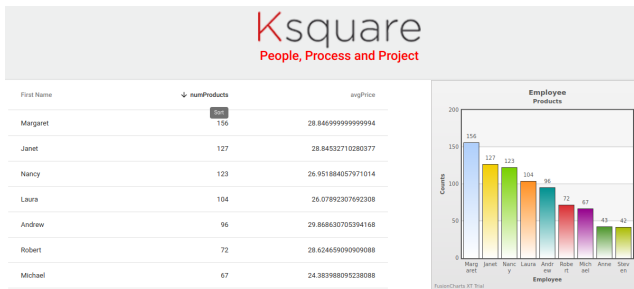 Ksquare
People, Process and Project
First Name numProducts avgPrice
Sort
Margaret 156 28.846999999999994
Janet 127 28.84532710280377
Nancy 123 26.951884057971014
Laura 104 26.07892307692308
Andrew 96 29.868630705394168
Robert 72 28.624659090909088
Michael 67 24.383988095238088
Employee
Products
200
150
100
50
0
Counts
156
127
123
104
96
72
67
43
42
Marg Janet Nanc Laura Andr Robe Mich Anne Stev
aret y ew rt ael en
Employee
FusionCharts XT Trial